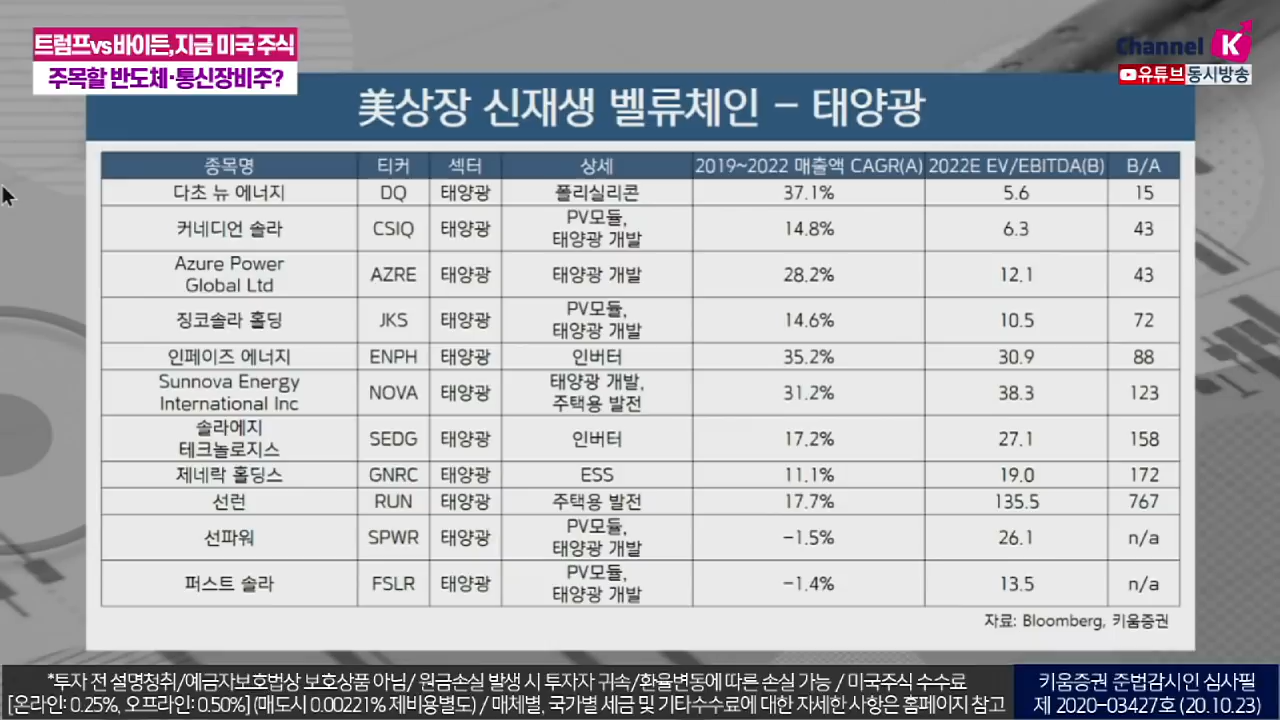 트럼프vs바이든,지금 미국 주식
주목할 반도체·통신장비주?
Channel K
유튜브동시방송
美상장 신재생 벨류체인 - 태양광
종목명 티커 섹터 상세 2019~2022 매출액 CAGR(A) 2022E EV/EBITDA(B) B/A
다초 뉴 에너지 DQ 태양광 폴리실리콘 37.1% 5.6 15
커네디언 솔라 CSIQ 태양광 PV모듈, 14.8% 6.3 43
태양광 개발
Azure Power AZRE 태양광 태양광 개발 28.2% 12.1 43
Global Ltd
징코솔라 홀딩 JKS 태양광 PV모듈, 14.6% 10.5 72
태양광 개발
인페이즈 에너지 ENPH 태양광 인버터 35.2% 30.9 88
Sunnova Energy NOVA 태양광 태양광 개발, 31.2% 38.3 123
International Inc 주택용 발전
솔라에지 SEDG 태양광 인버터 17.2% 27.1 158
테크놀로지스
제네락 홀딩스 GNRC 태양광 ESS 11.1% 19.0 172
선런 RUN 태양광 주택용 발전 17.7% 135.5 767
선파워 SPWR 태양광 PV모듈, -1.5% 26.1 n/a
태양광 개발
퍼스트 솔라 FSLR 태양광 PV모듈, -1.4% 13.5 n/a
태양광 개발
자료: Bloomberg, 키움증권
*투자 전 설명청취/예금자보호법상 보호상품 아님/ 원금손실 발생 시 투자자 귀속/환율변동에 따른 손실 가능 / 미국주식 수수료
[온라인: 0.25%, 오프라인: 0.50%] (매도시 0.00221% 제비용별도) / 매체별, 국가별 세금 및 기타수수료에 대한 자세한 사항은 홈페이지 참고
키움증권 준법감시인 심사필
제 2020-03427호 (20.10.23)